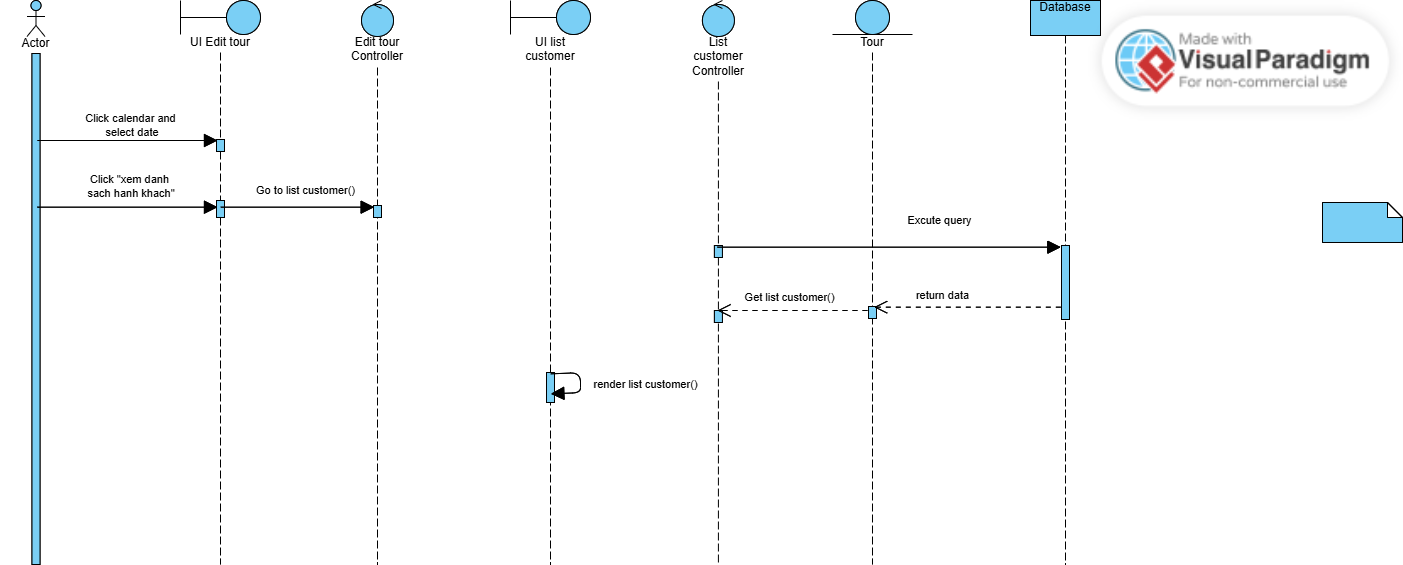 Actor
UI Edit tour
Edit tour
Controller
UI list
customer
List
customer
Controller
Tour
Database
Made with
Visual Paradigm
For non-commercial use
Click calendar and
select date
Click "xem danh
sach hanh khach"
Go to list customer()
Excute query
Get list customer()
return data
render list customer()